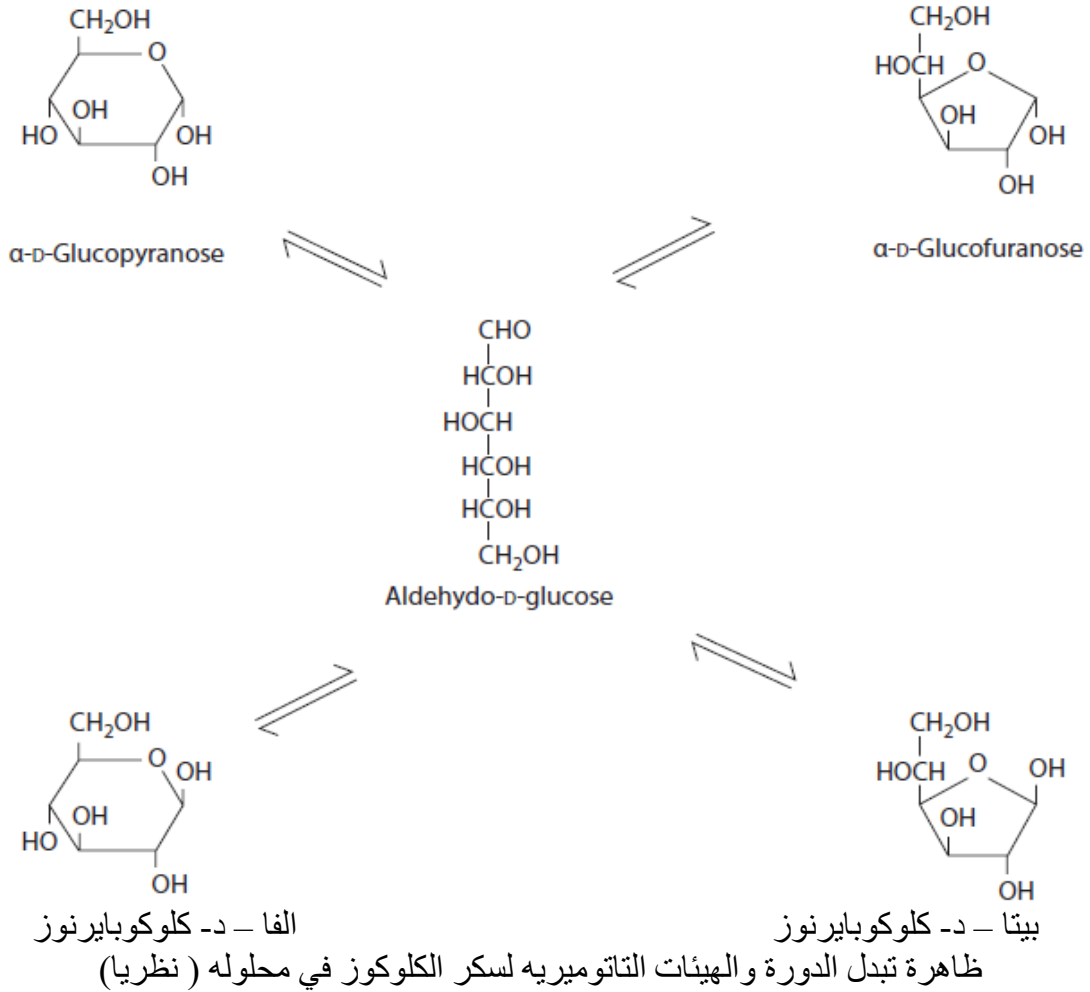 CH₂OH
O
OH
HO
OH
OH
α-D-Glucopyranose
CH₂OH
HOCH
O
OH
OH
OH
α-D-Glucofuranose
CHO
HCOH
HOCH
HCOH
HCOH
CH₂OH
Aldehydo-D-glucose
CH₂OH
O
OH
OH
HO
OH
CH₂OH
HOCH
O
OH
OH
OH
بيتا – د- كلوكوبايرنوز
الفا – د- كلوكوبايرنوز
ظاهرة تبدل الدورة والهيئات التاتوميريه لسكر الكلوكوز في محلوله ( نظريا)